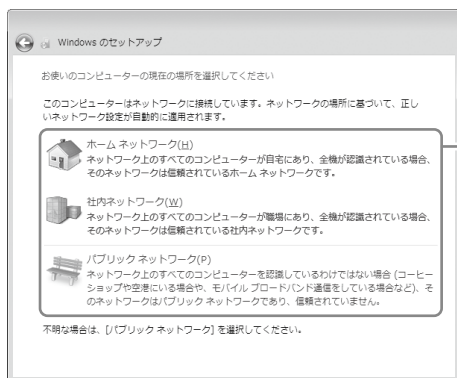 Windows のセットアップ
お使いのコンピューターの現在の場所を選択してください
このコンピューターはネットワークに接続しています。ネットワークの場所に基づいて、正し
いネットワーク設定が自動的に適用されます。
ホーム ネットワーク(H)
ネットワーク上のすべてのコンピューターが自宅にあり、全機が認識されている場合、
そのネットワークは信頼されているホーム ネットワークです。
社内ネットワーク(W)
ネットワーク上のすべてのコンピューターが職場にあり、全機が認識されている場合、
そのネットワークは信頼されている社内ネットワークです。
パブリック ネットワーク(P)
ネットワーク上のすべてのコンピューターを認識しているわけではない場合 (コーヒー
ショップや空港にいる場合や、モバイル ブロードバンド通信をしている場合など)、そ
のネットワークはパブリック ネットワークであり、信頼されていません。
不明な場合は、[パブリック ネットワーク] を選択してください。